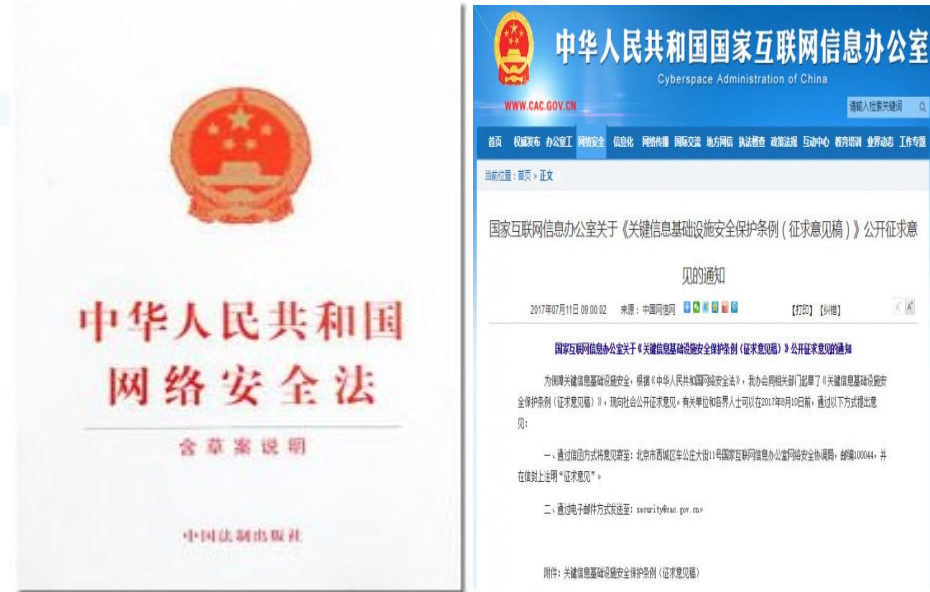 中华人民共和国
网络安全法
含草案说明
中国法制出版社
中华人民共和国国家互联网信息办公室
Cyberspace Administration of China
WWW.CAC.GOV.CN
请输入检索关键词
首页 权威发布 办公室工 网络安全 信息化 网络传播 国际交流 地方网信 执法督查 政策法规 互动中心 教育培训 业界动态 工作专题
当前位置：首页 > 正文
国家互联网信息办公室关于《关键信息基础设施安全保护条例（征求意见稿）》公开征求意
见的通知
2017年07月11日 09:00:02 来源：中国网信网 【打印】【纠错】
国家互联网信息办公室关于《关键信息基础设施安全保护条例（征求意见稿）》公开征求意见的通知
为保障关键信息基础设施安全，根据《中华人民共和国网络安全法》，我办会同相关部门起草了《关键信息基础设施安
全保护条例（征求意见稿）》，现向社会公开征求意见。有关单位和各界人士可以在2017年8月10日前，通过以下方式提出意
见：
一、通过信函方式将意见寄至：北京市西城区车公庄大街11号国家互联网信息办公室网络安全协调局，邮编100044，并
在信封上注明“征求意见”。
二、通过电子邮件方式发送至：security@cac.gov.cn。
附件：关键信息基础设施安全保护条例（征求意见稿）